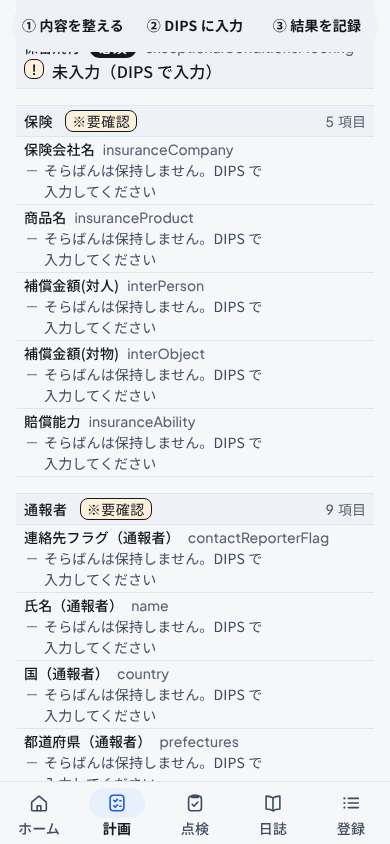 ① 内容を整える ② DIPS に入力 ③ 結果を記録
! 未入力（DIPS で入力）
保険 ※要確認 5 項目
保険会社名 insuranceCompany
— そらばんは保持しません。DIPS で
入力してください
商品名 insuranceProduct
— そらばんは保持しません。DIPS で
入力してください
補償金額(対人) interPerson
— そらばんは保持しません。DIPS で
入力してください
補償金額(対物) interObject
— そらばんは保持しません。DIPS で
入力してください
賠償能力 insuranceAbility
— そらばんは保持しません。DIPS で
入力してください
通報者 ※要確認 9 項目
連絡先フラグ（通報者） contactReporterFlag
— そらばんは保持しません。DIPS で
入力してください
氏名（通報者） name
— そらばんは保持しません。DIPS で
入力してください
国（通報者） country
— そらばんは保持しません。DIPS で
入力してください
都道府県（通報者） prefectures
— そらばんは保持しません。DIPS で
ホーム 計画 点検 日誌 登録